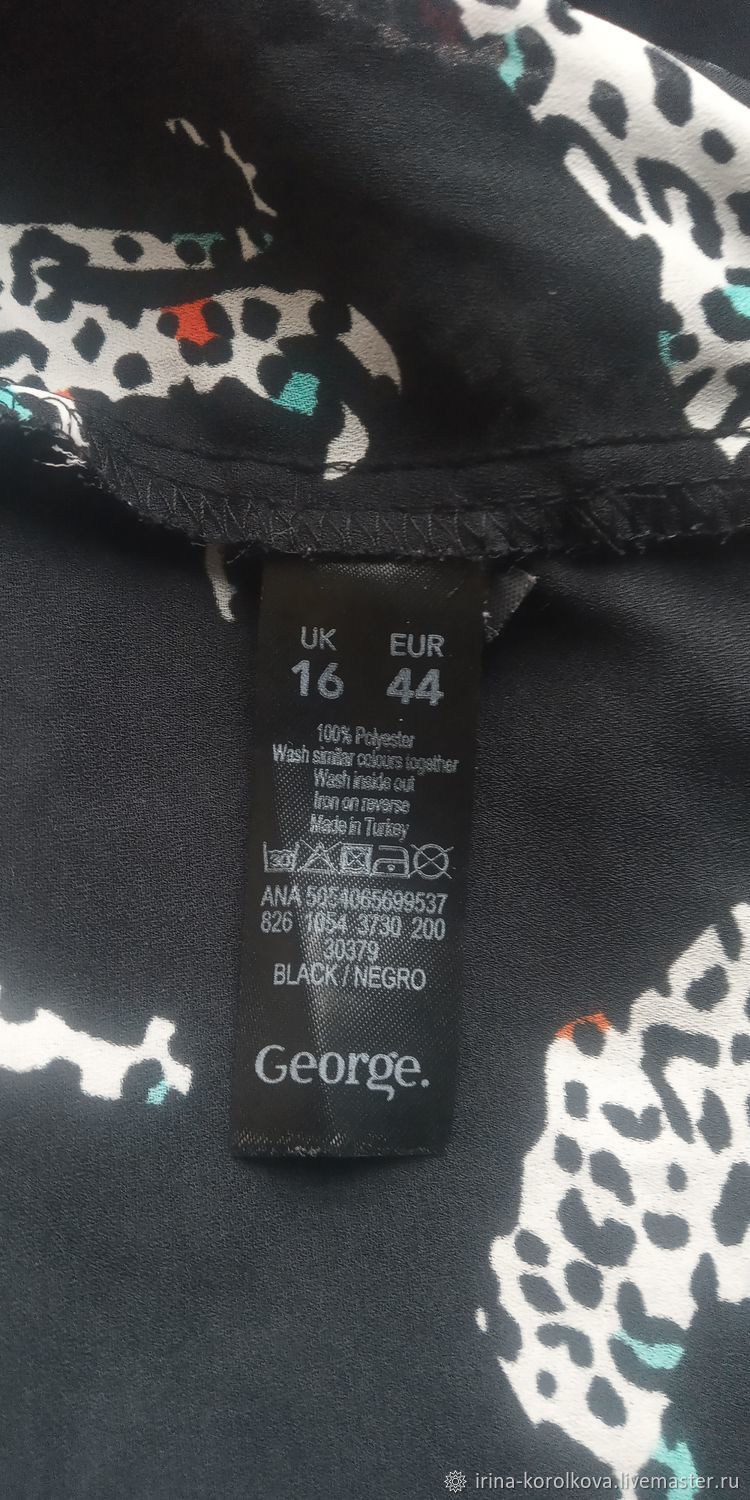 UK EUR
16 44
100% Polyester
Wash similar colours together
Wash inside out
Iron on reverse
Made in Turkey
30°
ANA 5054065699537
826 1054 3730 200
30379
BLACK / NEGRO
George.
irina-korolkova.livemaster.ru